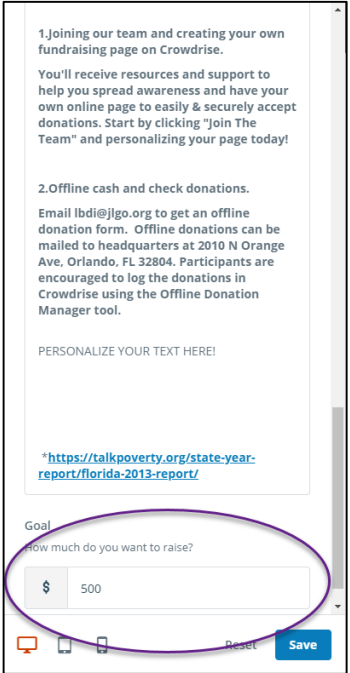 1.Joining our team and creating your own
fundraising page on Crowdrise.
You'll receive resources and support to
help you spread awareness and have your
own online page to easily & securely accept
donations. Start by clicking "Join The
Team" and personalizing your page today!
2.Offline cash and check donations.
Email lbdi@jlgo.org to get an offline
donation form.  Offline donations can be
mailed to headquarters at 2010 N Orange
Ave, Orlando, FL 32804. Participants are
encouraged to log the donations in
Crowdrise using the Offline Donation
Manager tool.
PERSONALIZE YOUR TEXT HERE!
*https://talkpoverty.org/state-year-
report/florida-2013-report/
Goal
How much do you want to raise?
$ 500
Reset Save